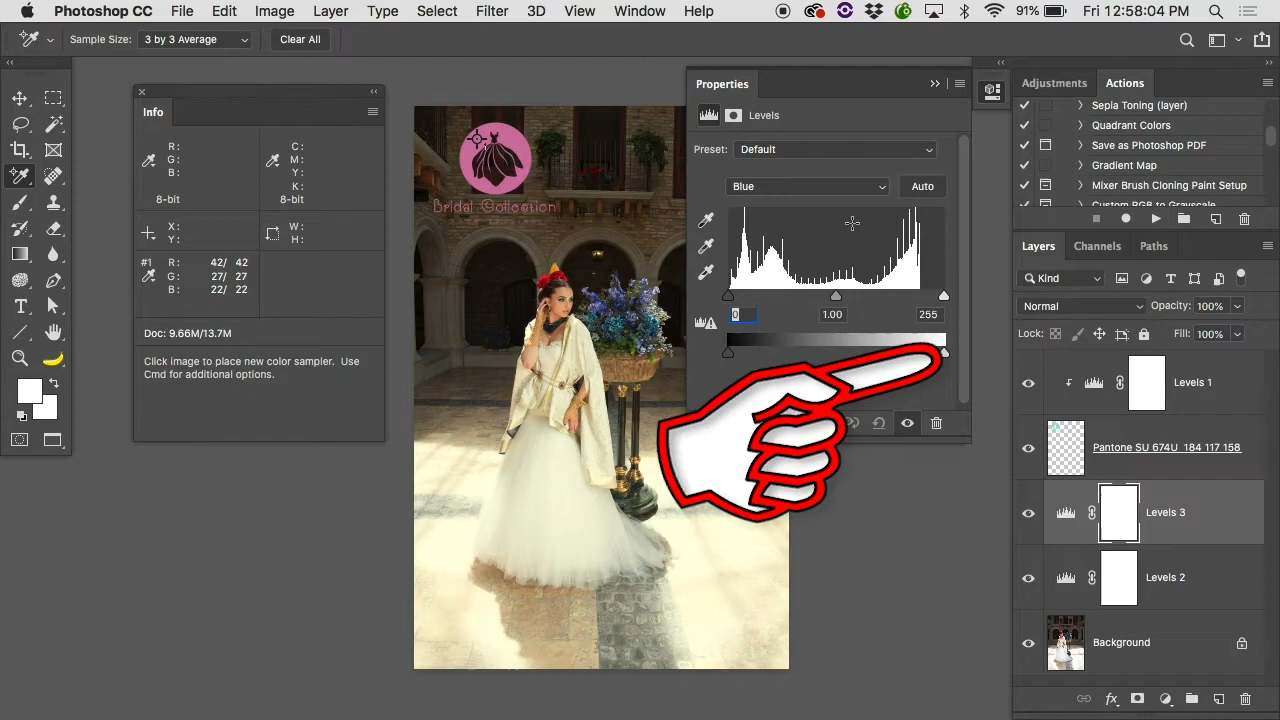 Photoshop CC File Edit Image Layer Type Select Filter 3D View Window Help 91% Fri 12:58:04 PM
Sample Size: 3 by 3 Average Clear All
Info
R:
G:
B:
8-bit
C:
M:
Y:
K:
8-bit
X:
Y:
W:
H:
#1 R: 42/ 42
G: 27/ 27
B: 22/ 22
Doc: 9.66M/13.7M
Click image to place new color sampler. Use
Cmd for additional options.
Bridal Collection
Properties
Levels
Preset: Default
Blue Auto
0 1.00 255
Adjustments Actions
Sepia Toning (layer)
Quadrant Colors
Save as Photoshop PDF
Gradient Map
Mixer Brush Cloning Paint Setup
Custom RGB to Grayscale
Layers Channels Paths
Kind
Normal Opacity: 100%
Lock: Fill: 100%
Levels 1
Pantone SU 674U 184 117 158
Levels 3
Levels 2
Background